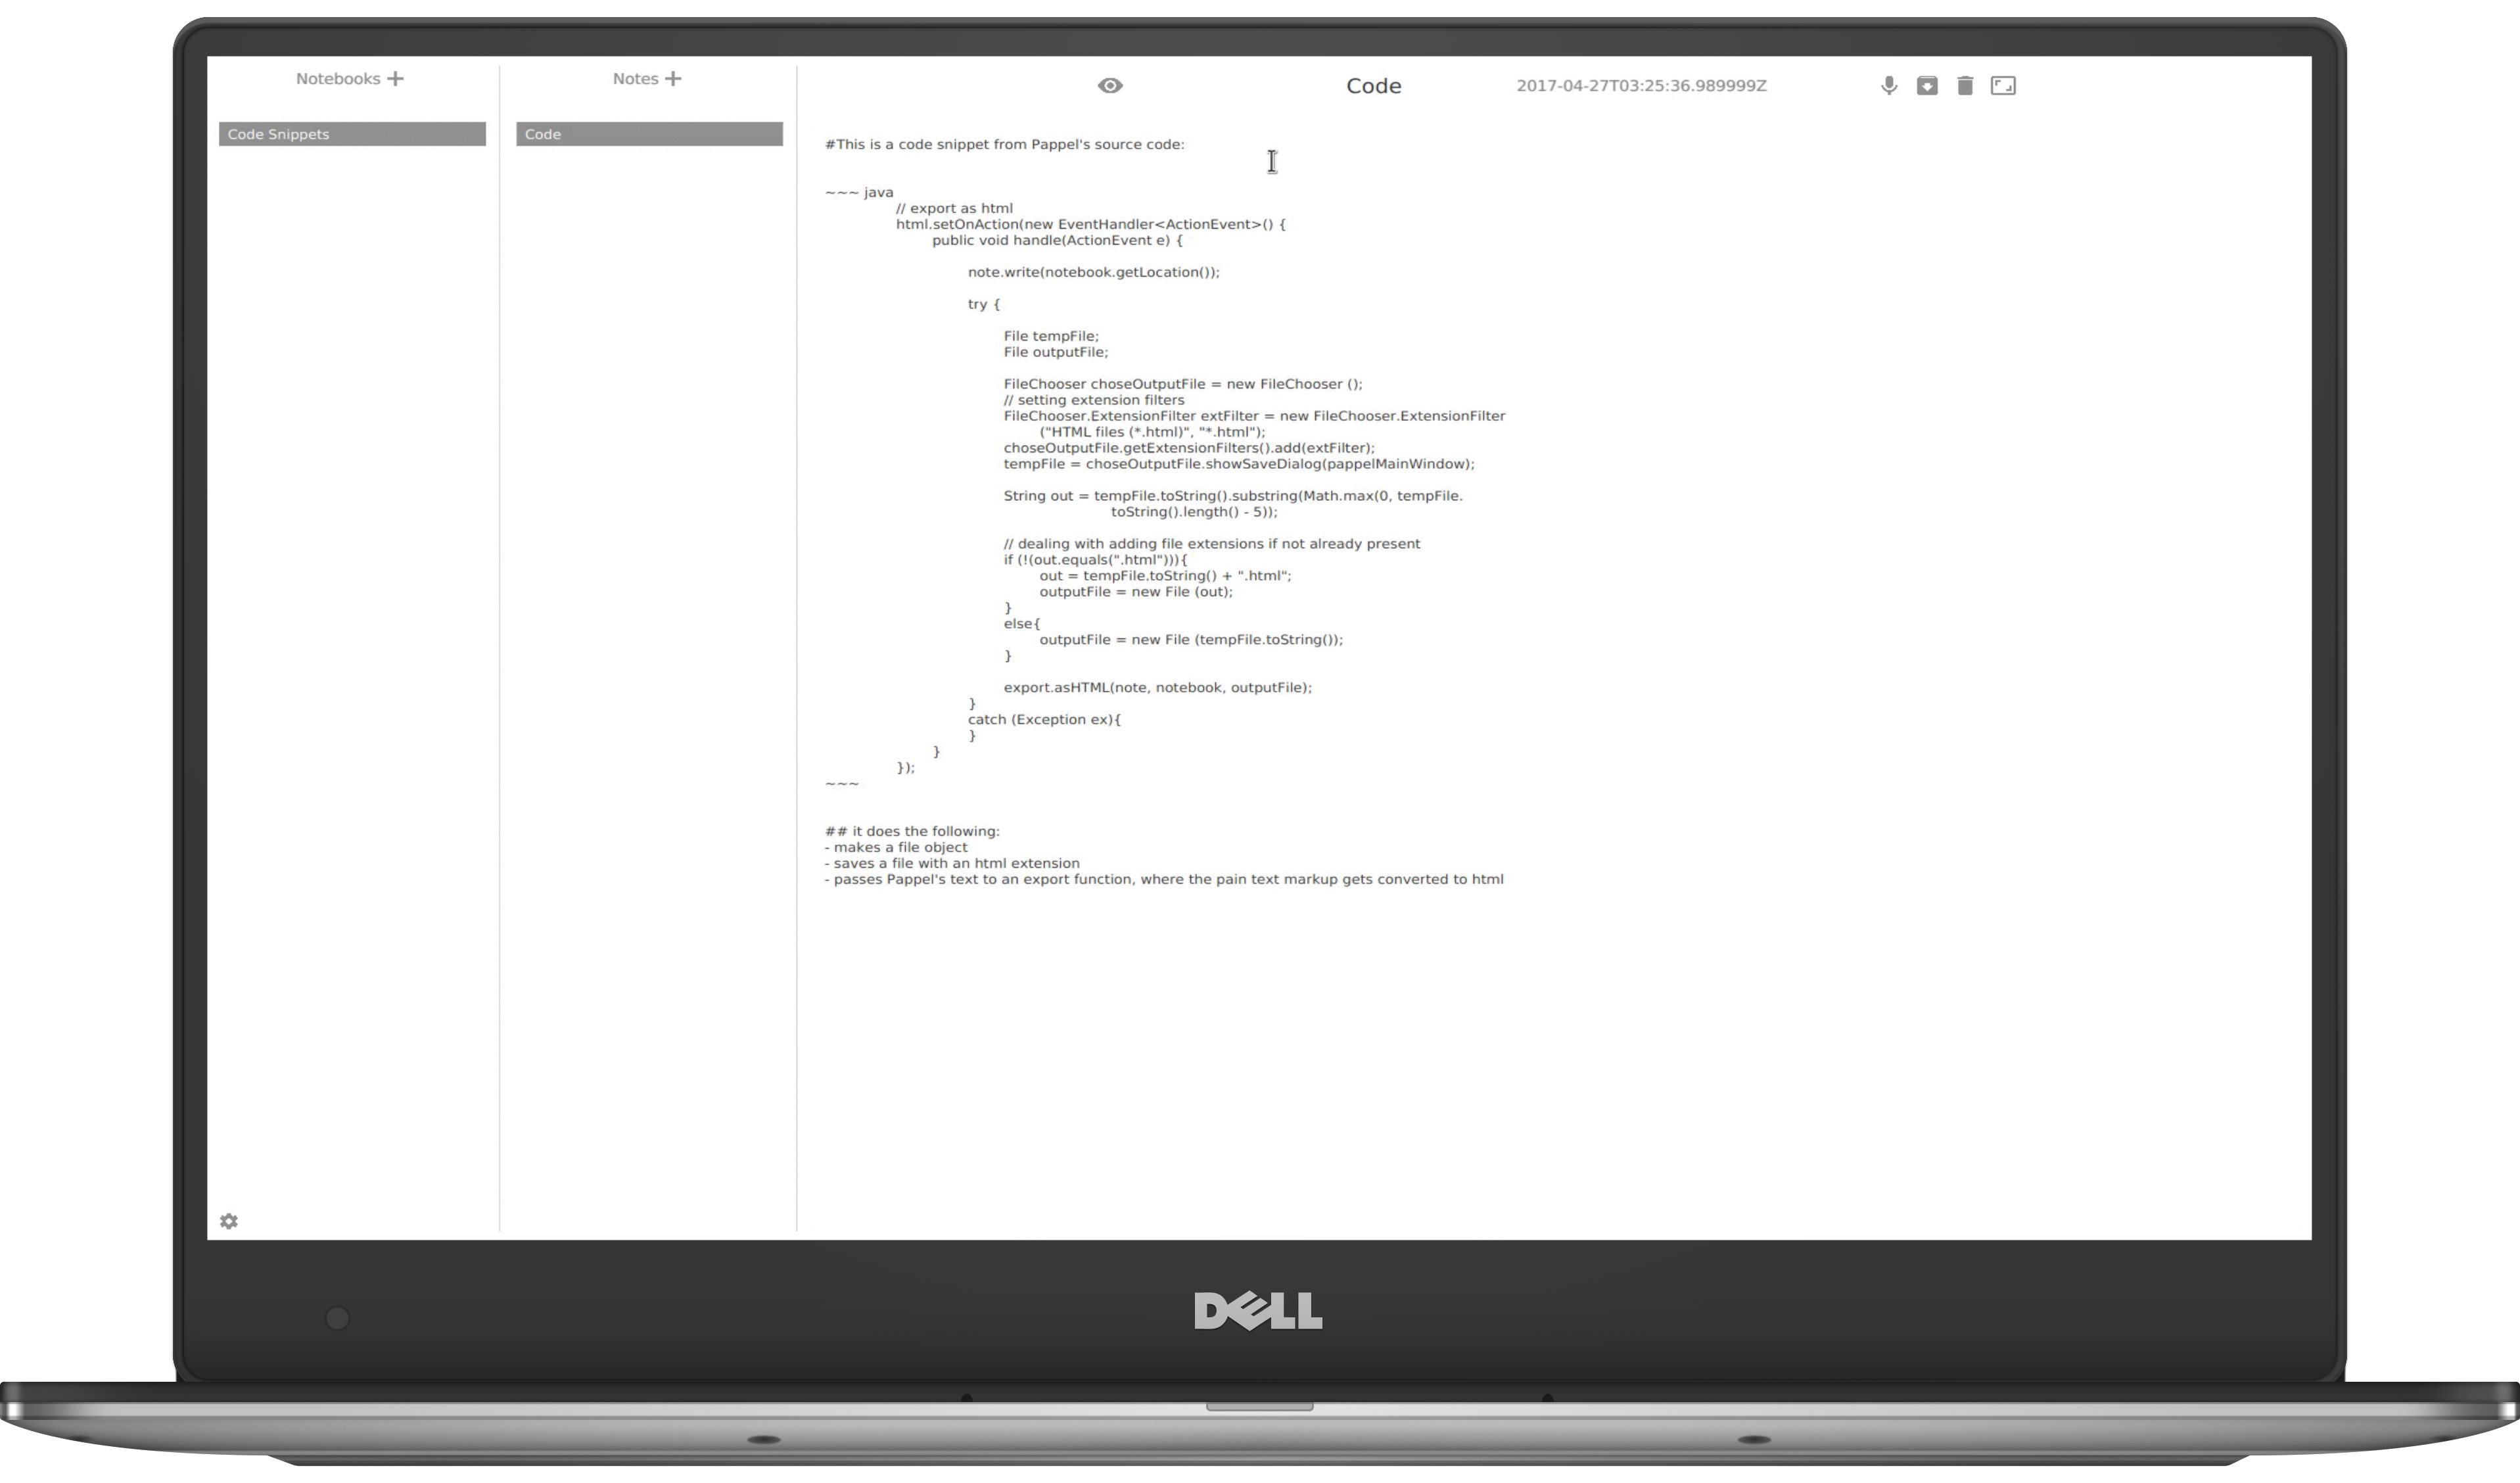 Notebooks +
Notes +
Code
2017-04-27T03:25:36.989999Z
Code Snippets
Code
#This is a code snippet from Pappel's source code:
~~~ java
// export as html
html.setOnAction(new EventHandler<ActionEvent>() {
public void handle(ActionEvent e) {
note.write(notebook.getLocation());
try {
File tempFile;
File outputFile;
FileChooser choseOutputFile = new FileChooser ();
// setting extension filters
FileChooser.ExtensionFilter extFilter = new FileChooser.ExtensionFilter
("HTML files (*.html)", "*.html");
choseOutputFile.getExtensionFilters().add(extFilter);
tempFile = choseOutputFile.showSaveDialog(pappelMainWindow);
String out = tempFile.toString().substring(Math.max(0, tempFile.
toString().length() - 5));
// dealing with adding file extensions if not already present
if (!(out.equals(".html"))){
out = tempFile.toString() + ".html";
outputFile = new File (out);
}
else{
outputFile = new File (tempFile.toString());
}
export.asHTML(note, notebook, outputFile);
}
catch (Exception ex){
}
}
});
~~~
## it does the following:
- makes a file object
- saves a file with an html extension
- passes Pappel's text to an export function, where the pain text markup gets converted to html
DELL